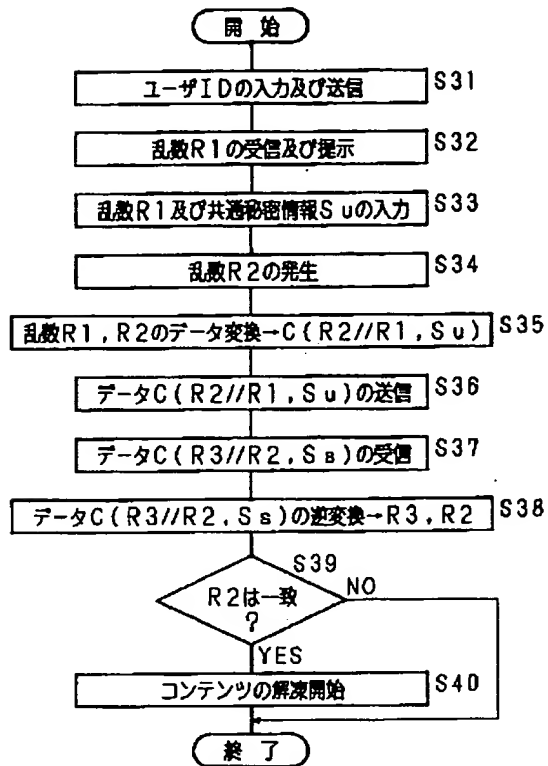 開始
ユーザIDの入力及び送信 S31
乱数R1の受信及び提示 S32
乱数R1及び共通秘密情報Suの入力 S33
乱数R2の発生 S34
乱数R1,R2のデータ変換→C(R2//R1,Su) S35
データC(R2//R1,Su)の送信 S36
データC(R3//R2,Ss)の受信 S37
データC(R3//R2,Ss)の逆変換→R3,R2 S38
S39
R2は一致 NO
?
YES
コンテンツの解凍開始 S40
終了